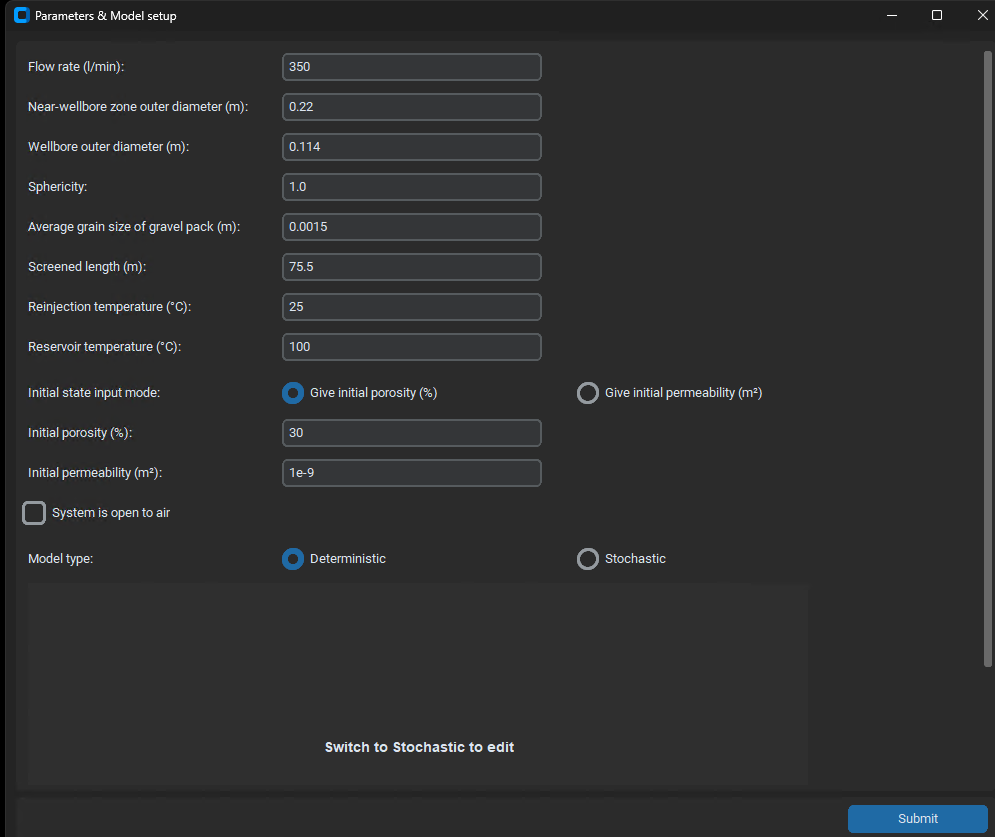 Parameters & Model setup
Flow rate (l/min): 350
Near-wellbore zone outer diameter (m): 0.22
Wellbore outer diameter (m): 0.114
Sphericity: 1.0
Average grain size of gravel pack (m): 0.0015
Screened length (m): 75.5
Reinjection temperature (°C): 25
Reservoir temperature (°C): 100
Initial state input mode: Give initial porosity (%) Give initial permeability (m²)
Initial porosity (%): 30
Initial permeability (m²): 1e-9
System is open to air
Model type: Deterministic Stochastic
Switch to Stochastic to edit
Submit